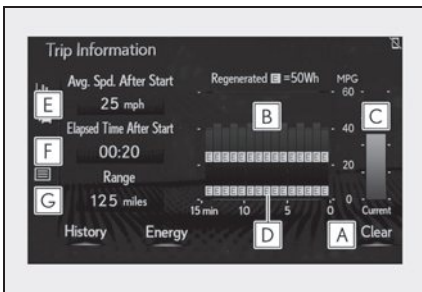 Trip Information
Avg. Spd. After Start
25 mph
Elapsed Time After Start
00:20
Range
125 miles
History
Energy
Regenerated E =50Wh
MPG
60
40
20
0
15 min
10
5
0
Current
Clear
A
B
C
D
E
F
G
E E E E E E E E E E E E E E E
E E E E E E E E E E E E E E E